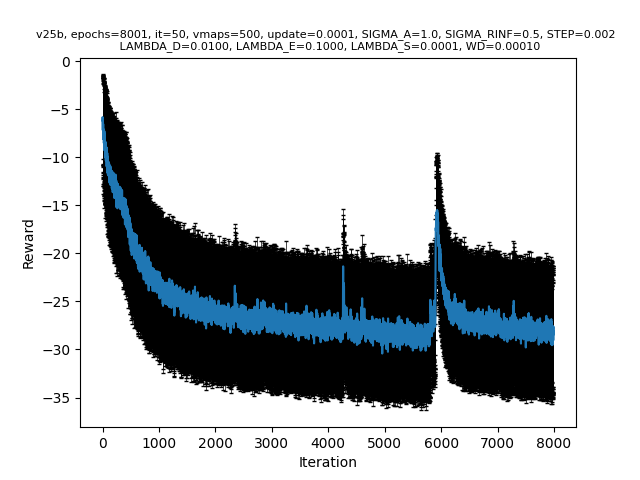 v25b, epochs=8001, it=50, vmaps=500, update=0.0001, SIGMA_A=1.0, SIGMA_RINF=0.5, STEP=0.002
LAMBDA_D=0.0100, LAMBDA_E=0.1000, LAMBDA_S=0.0001, WD=0.00010
0
−5
−10
−15
−20
−25
−30
−35
Reward
0 1000 2000 3000 4000 5000 6000 7000 8000
Iteration